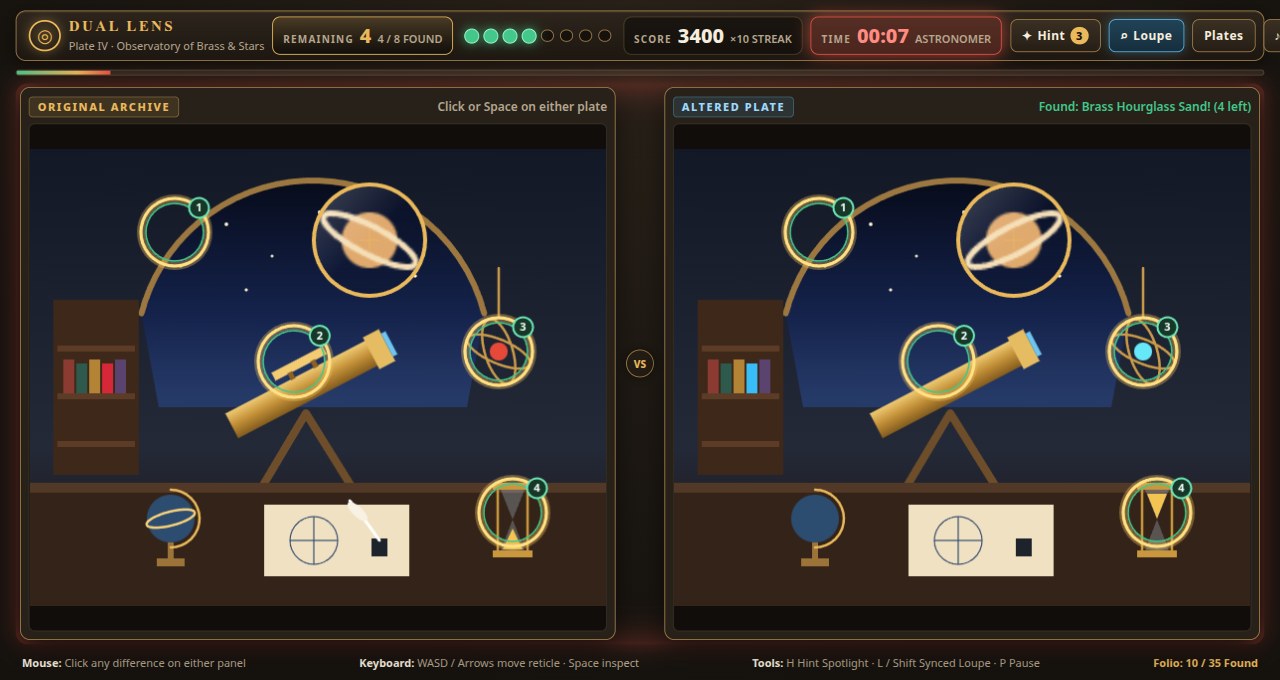 ◎ DUAL LENS
Plate IV · Observatory of Brass & Stars
REMAINING 4 4 / 8 FOUND
SCORE 3400 ×10 STREAK
TIME 00:07 ASTRONOMER
✦ Hint 3
⌕ Loupe
Plates
ORIGINAL ARCHIVE
Click or Space on either plate
ALTERED PLATE
Found: Brass Hourglass Sand! (4 left)
1
2
3
4
VS
1
2
3
4
Mouse: Click any difference on either panel
Keyboard: WASD / Arrows move reticle · Space inspect
Tools: H Hint Spotlight · L / Shift Synced Loupe · P Pause
Folio: 10 / 35 Found